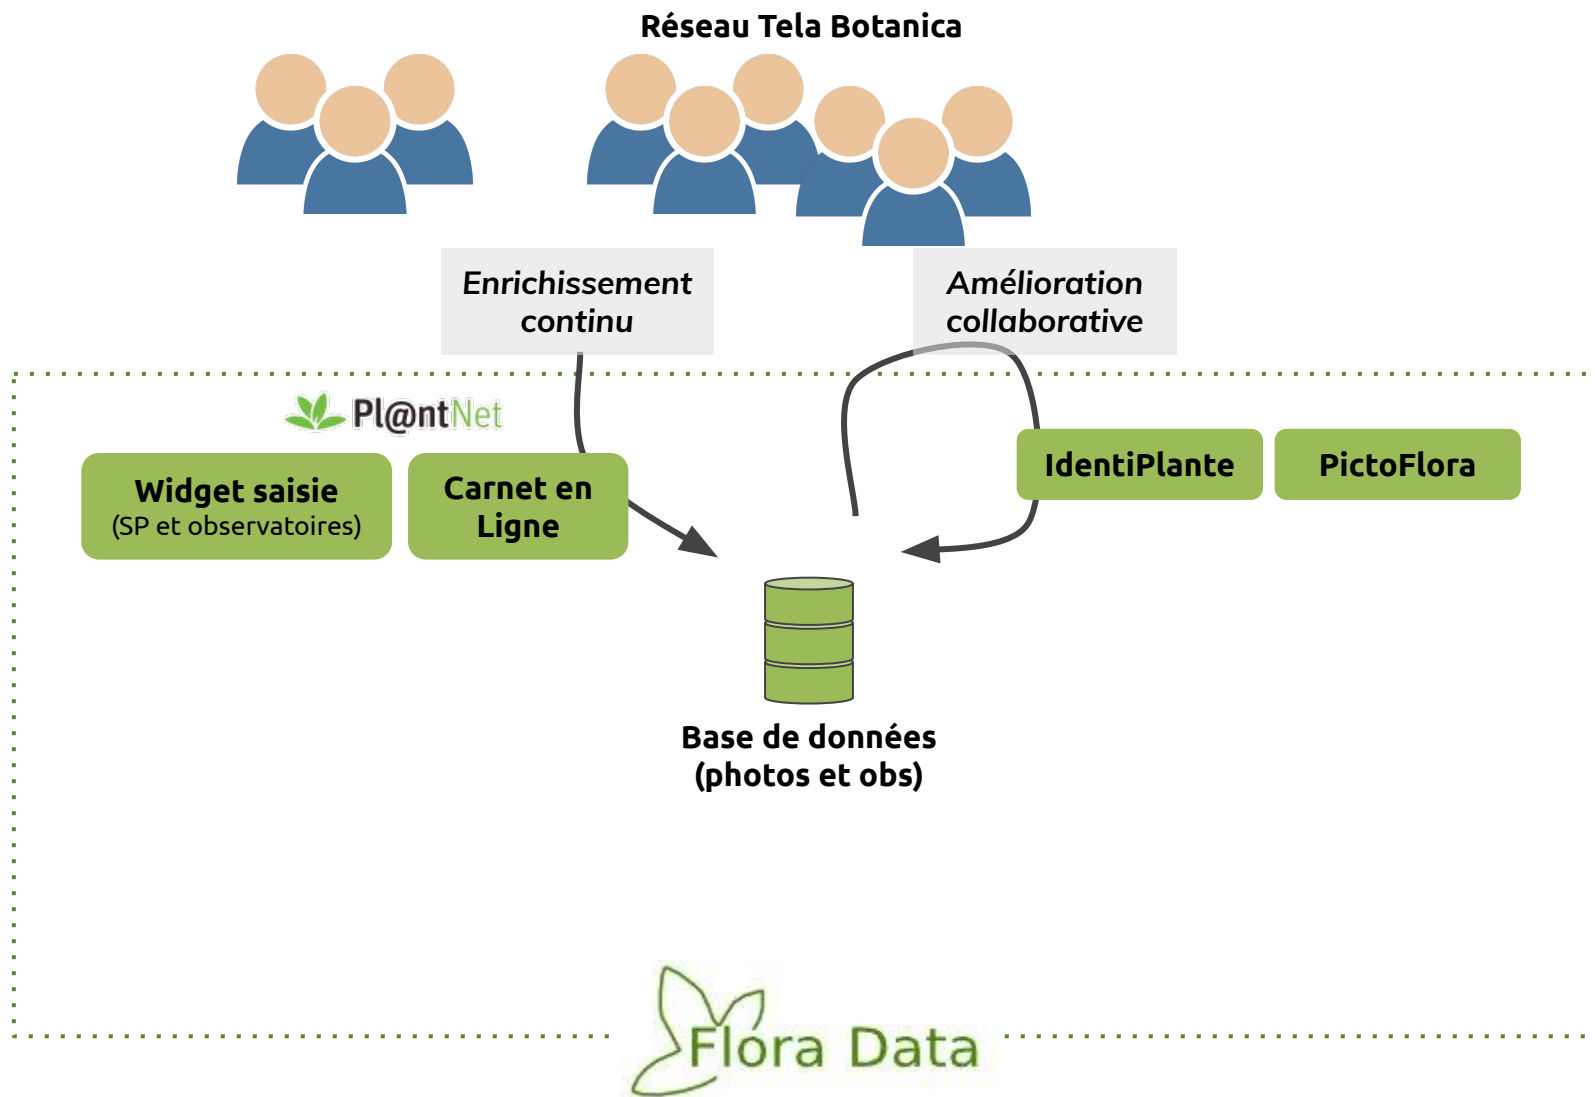 Réseau Tela Botanica
Enrichissement
continu
Amélioration
collaborative
Pl@ntNet
Widget saisie
(SP et observatoires)
Carnet en
Ligne
IdentiPlante
PictoFlora
Base de données
(photos et obs)
Flora Data